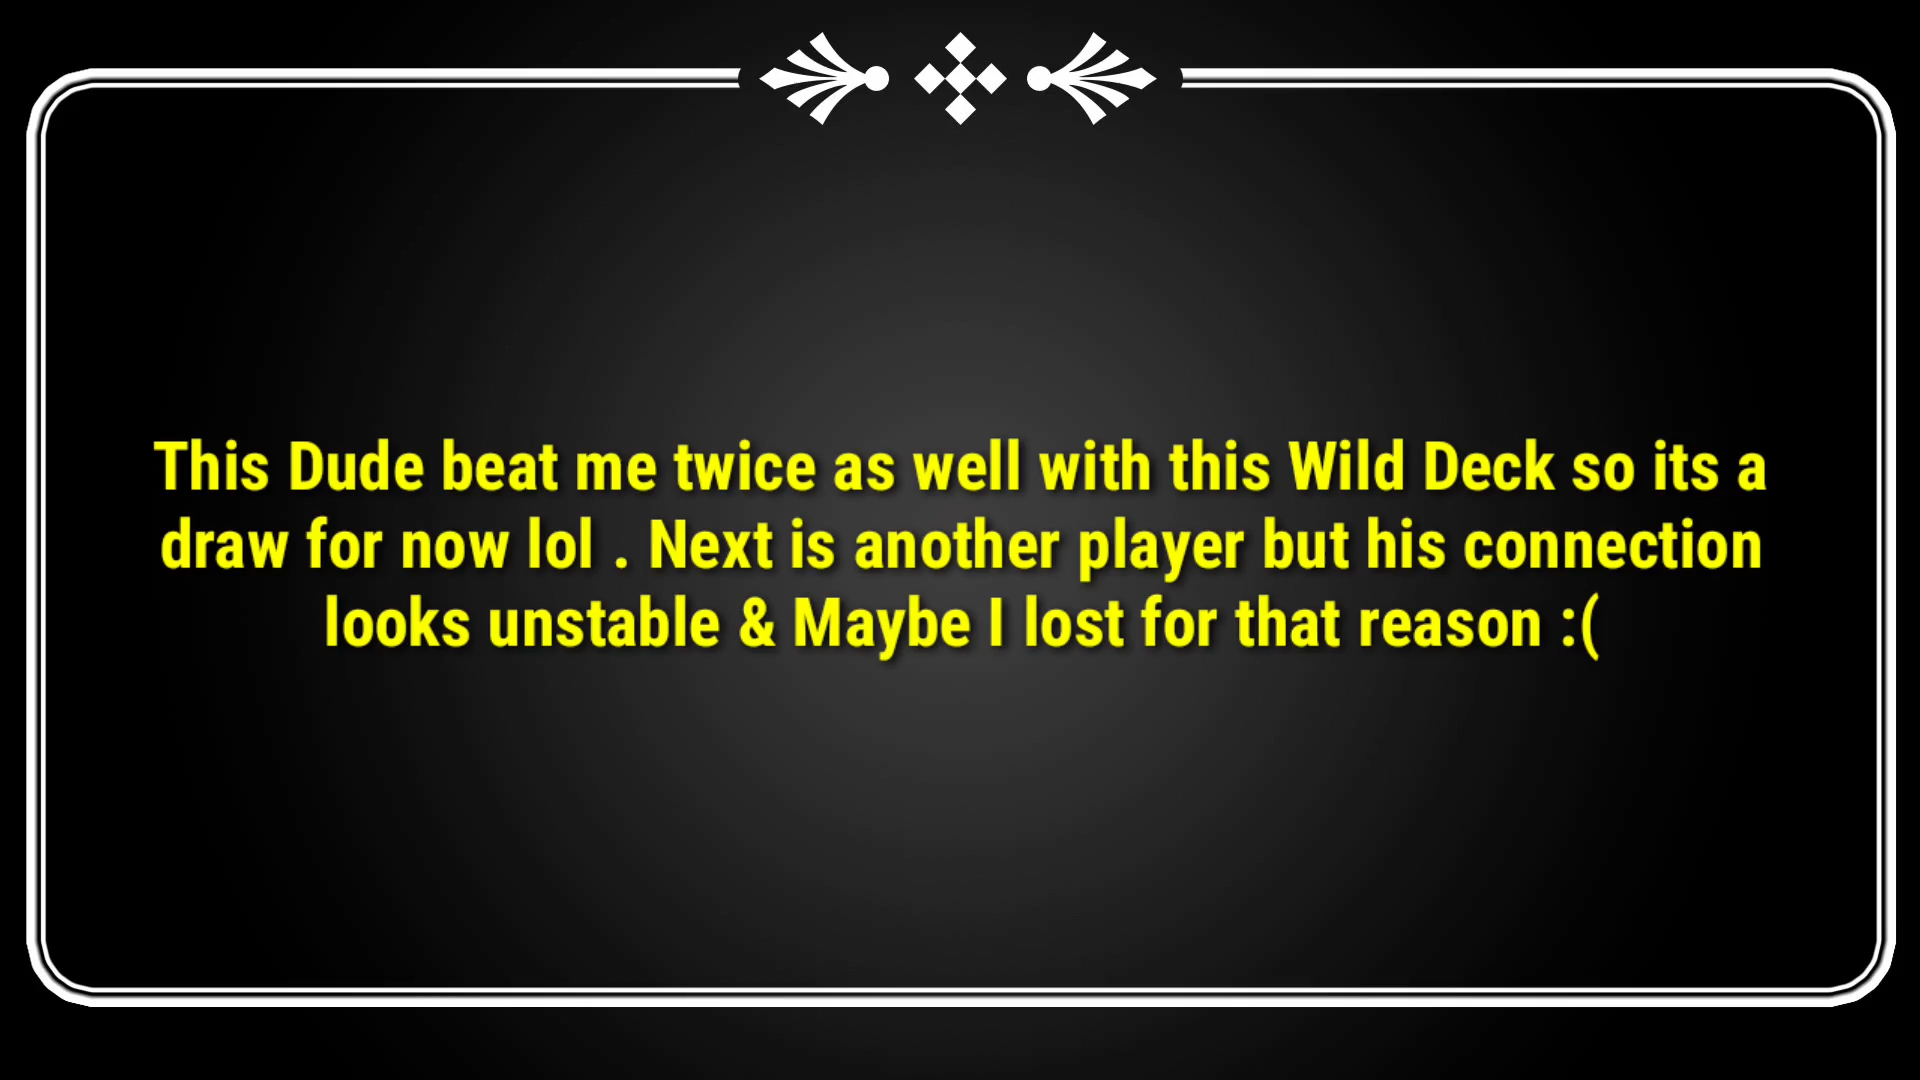 This Dude beat me twice as well with this Wild Deck so its a
draw for now lol . Next is another player but his connection
looks unstable & Maybe I lost for that reason :(